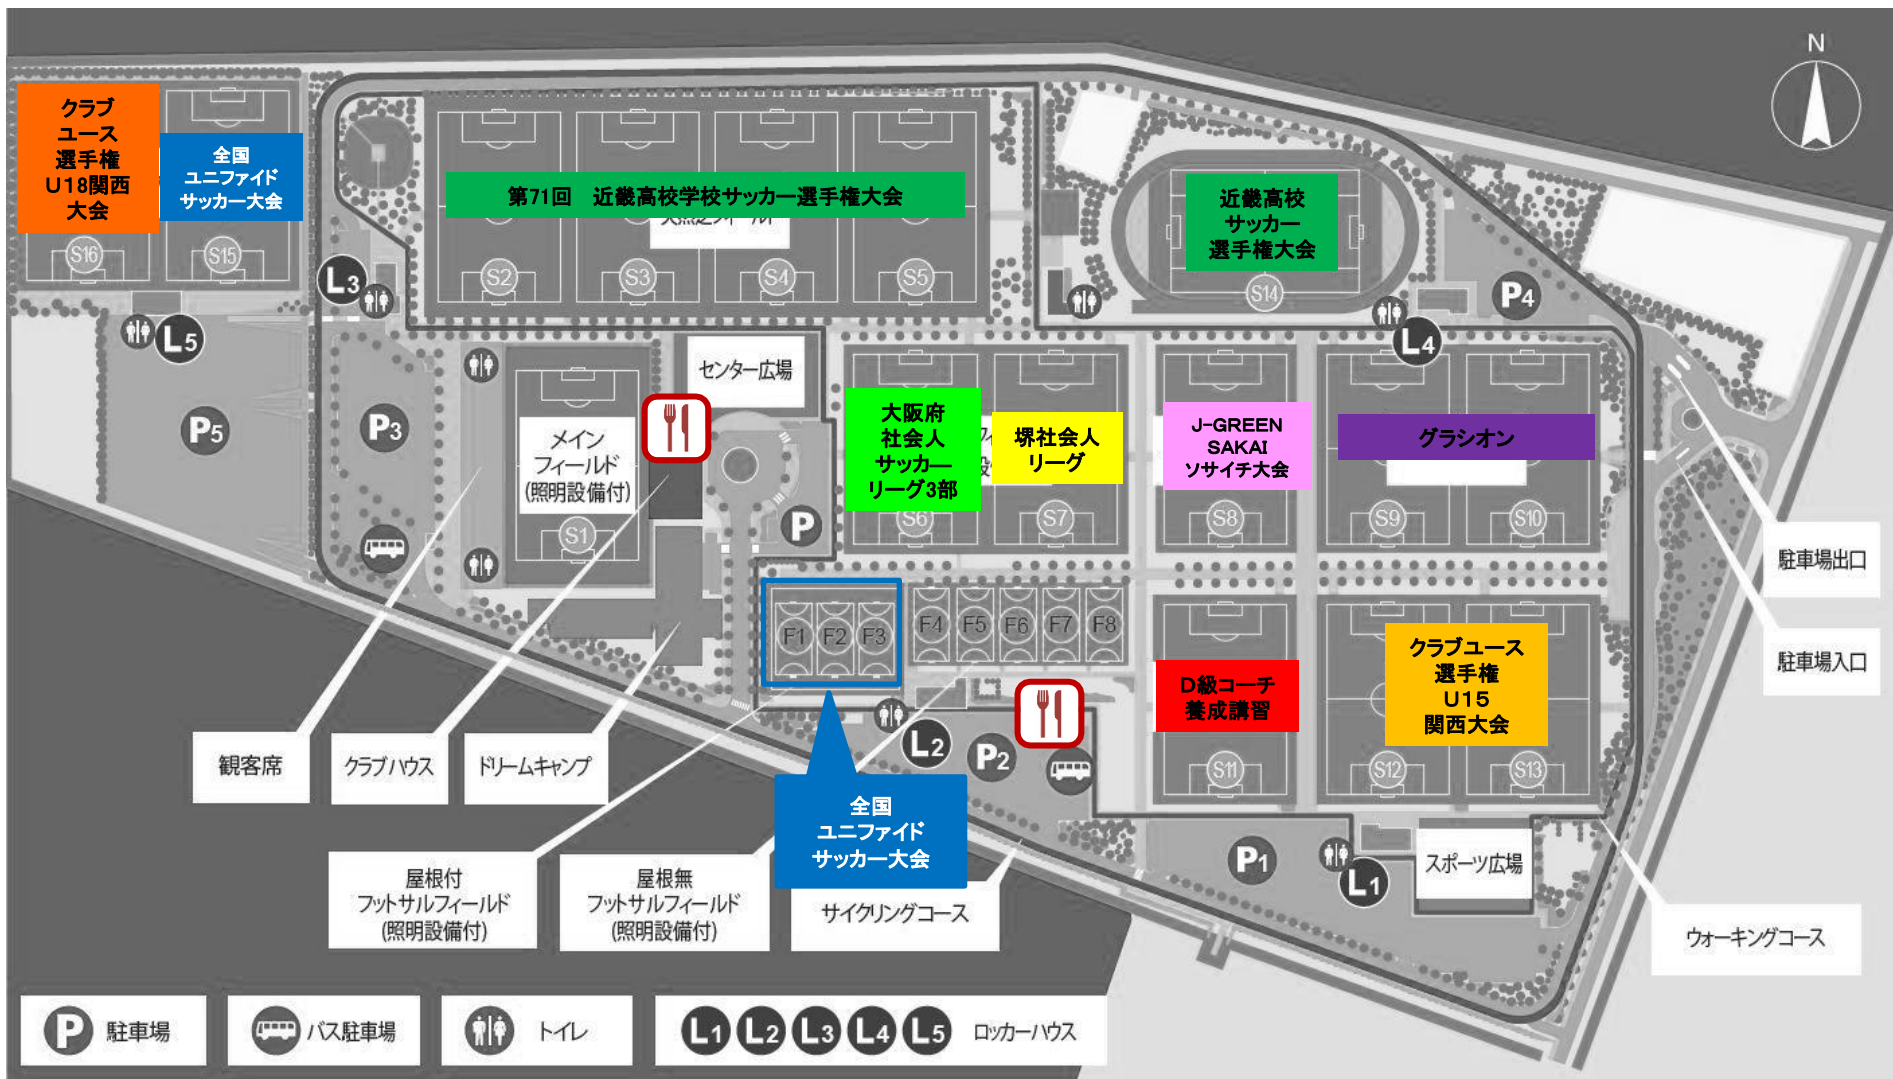 N
クラブ
ユース
選手権
U18関西
大会
全国
ユニファイド
サッカー大会
S16
S15
第71回 近畿高校学校サッカー選手権大会
S2
S3
S4
S5
近畿高校
サッカー
選手権大会
S14
L3
L5
P5
P3
P4
L4
センター広場
メイン
フィールド
(照明設備付)
S1
P
大阪府
社会人
サッカー
リーグ3部
S6
堺社会人
リーグ
S7
J-GREEN
SAKAI
ソサイチ大会
S8
グラシオン
S9
S10
駐車場出口
駐車場入口
F1
F2
F3
F4
F5
F6
F7
F8
D級コーチ
養成講習
S11
クラブユース
選手権
U15
関西大会
S12
S13
観客席
クラブハウス
ドリームキャンプ
L2
P2
全国
ユニファイド
サッカー大会
屋根付
フットサルフィールド
(照明設備付)
屋根無
フットサルフィールド
(照明設備付)
サイクリングコース
P1
L1
スポーツ広場
ウォーキングコース
P 駐車場
バス駐車場
トイレ
L1 L2 L3 L4 L5 ロッカーハウス